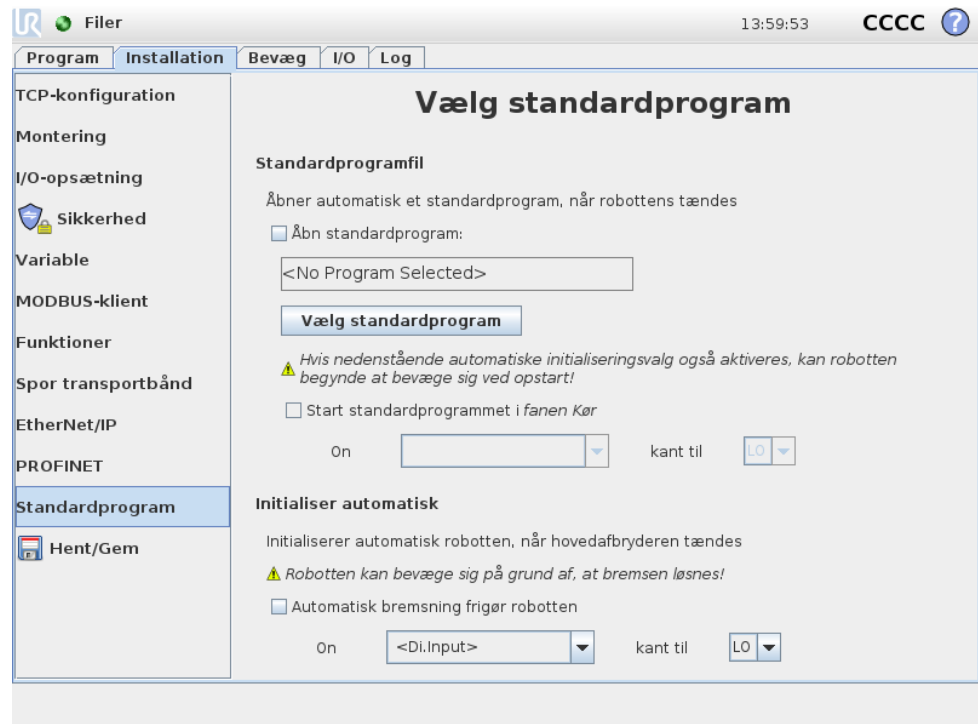 UR Filer 13:59:53 CCCC ?
Program Installation Bevæg I/O Log
TCP-konfiguration
Montering
I/O-opsætning
Sikkerhed
Variable
MODBUS-klient
Funktioner
Spor transportbånd
EtherNet/IP
PROFINET
Standardprogram
Hent/Gem
Vælg standardprogram
Standardprogramfil
Åbner automatisk et standardprogram, når robottens tændes
Åbn standardprogram:
<No Program Selected>
Vælg standardprogram
Hvis nedenstående automatiske initialiseringsvalg også aktiveres, kan robotten
begynde at bevæge sig ved opstart!
Start standardprogrammet i fanen Kør
On kant til LO
Initialiser automatisk
Initialiserer automatisk robotten, når hovedafbryderen tændes
Robotten kan bevæge sig på grund af, at bremsen løsnes!
Automatisk bremsning frigør robotten
On <Di.Input> kant til LO